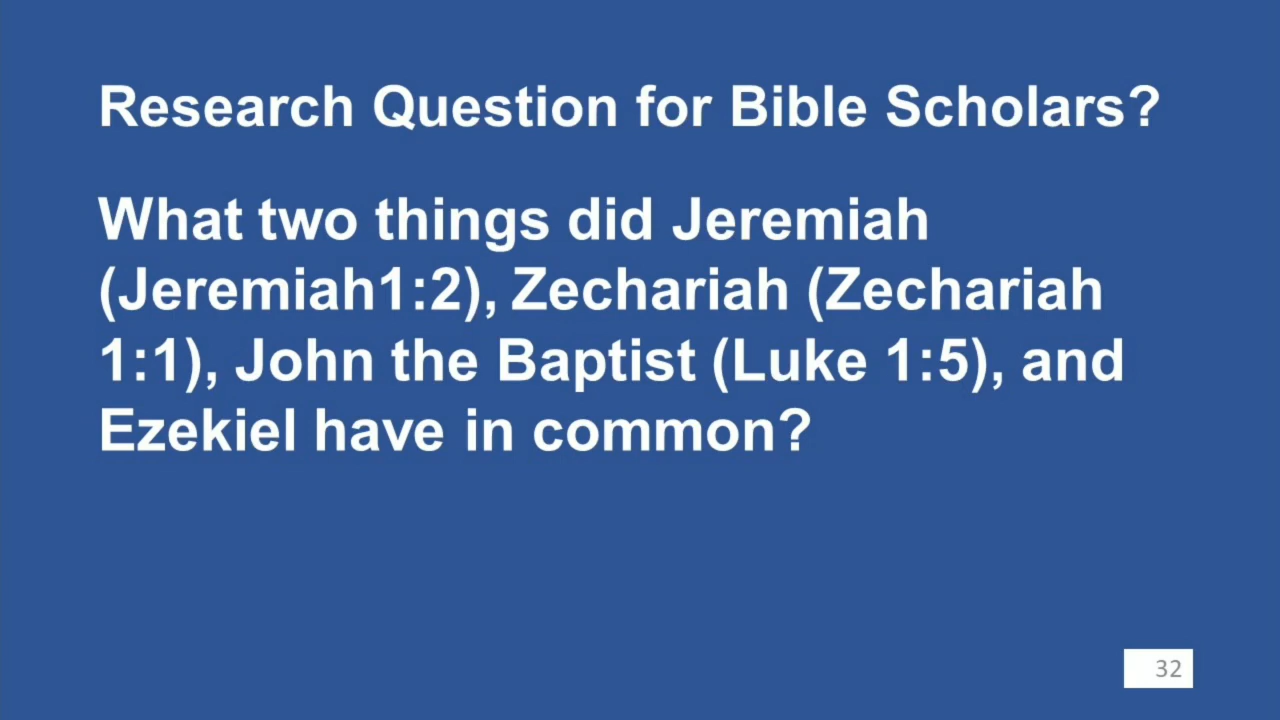 Research Question for Bible Scholars?
What two things did Jeremiah
(Jeremiah1:2), Zechariah (Zechariah
1:1), John the Baptist (Luke 1:5), and
Ezekiel have in common?
32